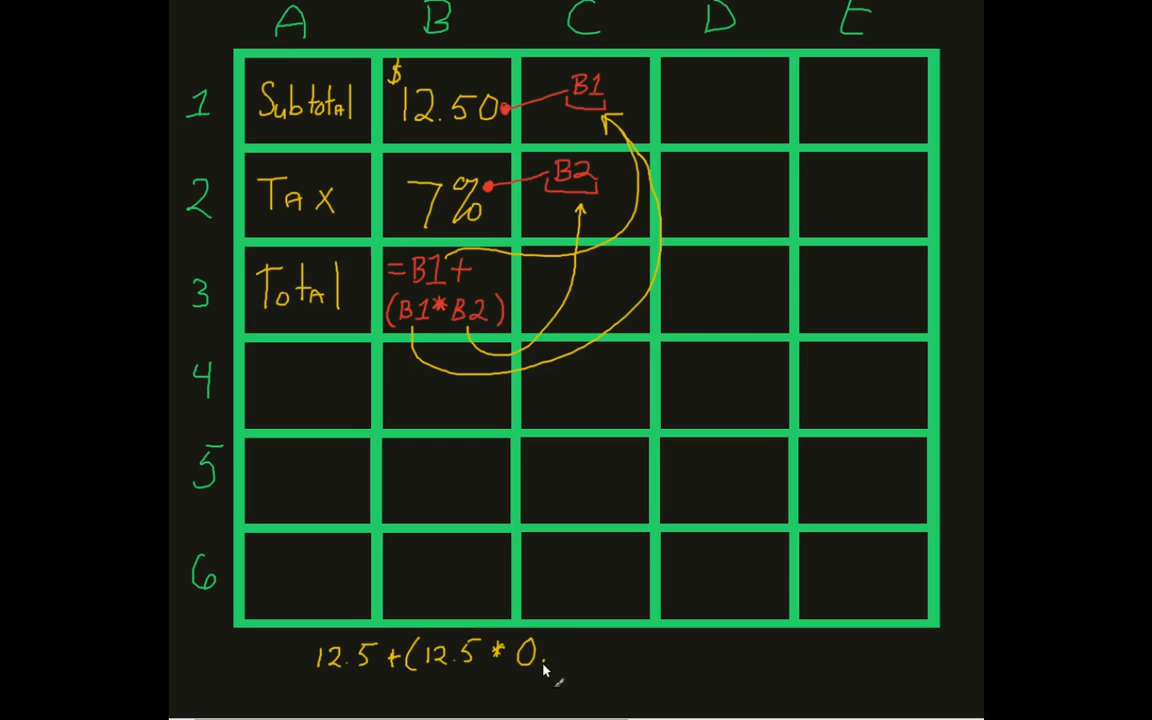 A B C D E
1 Subtotal $12.50 B1
2 Tax 7% B2
3 Total =B1+
(B1*B2)
4
5
6
12.5+(12.5*0.